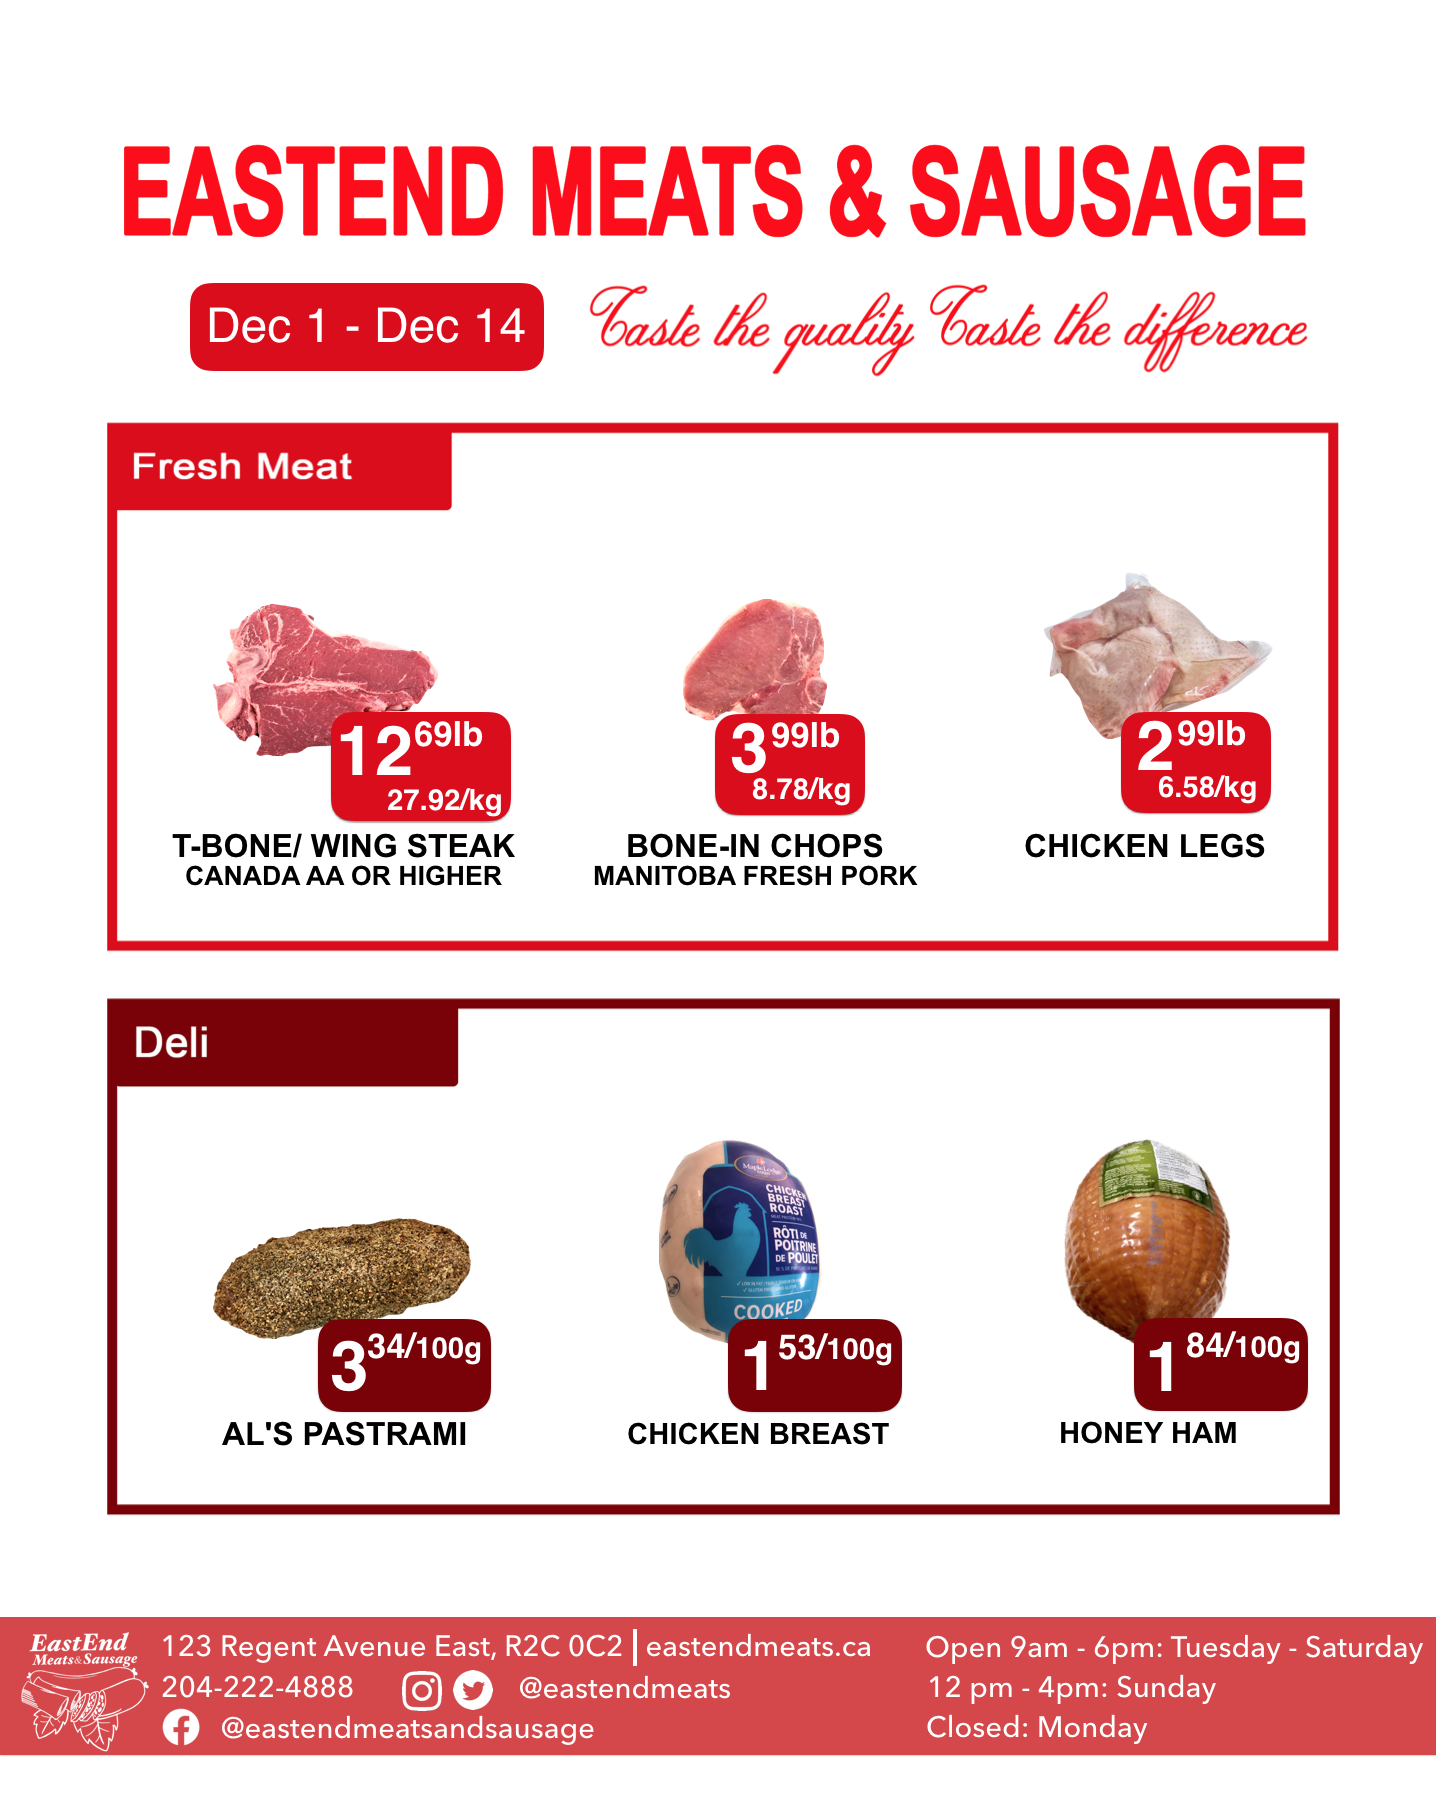 EASTEND MEATS & SAUSAGE
Dec 1 - Dec 14
Taste the quality Taste the difference
Fresh Meat
12 69lb
27.92/kg
T-BONE/ WING STEAK
CANADA AA OR HIGHER
3 99lb
8.78/kg
BONE-IN CHOPS
MANITOBA FRESH PORK
2 99lb
6.58/kg
CHICKEN LEGS
Deli
3 34/100g
AL'S PASTRAMI
Maple Lodge
CHICKEN
BREAST
ROAST
RÔTI DE
POITRINE
DE POULET
COOKED
1 53/100g
CHICKEN BREAST
1 84/100g
HONEY HAM
EastEnd
Meats & Sausage
123 Regent Avenue East, R2C 0C2 | eastendmeats.ca
204-222-4888
@eastendmeats
@eastendmeatsandsausage
Open 9am - 6pm: Tuesday - Saturday
12 pm - 4pm: Sunday
Closed: Monday